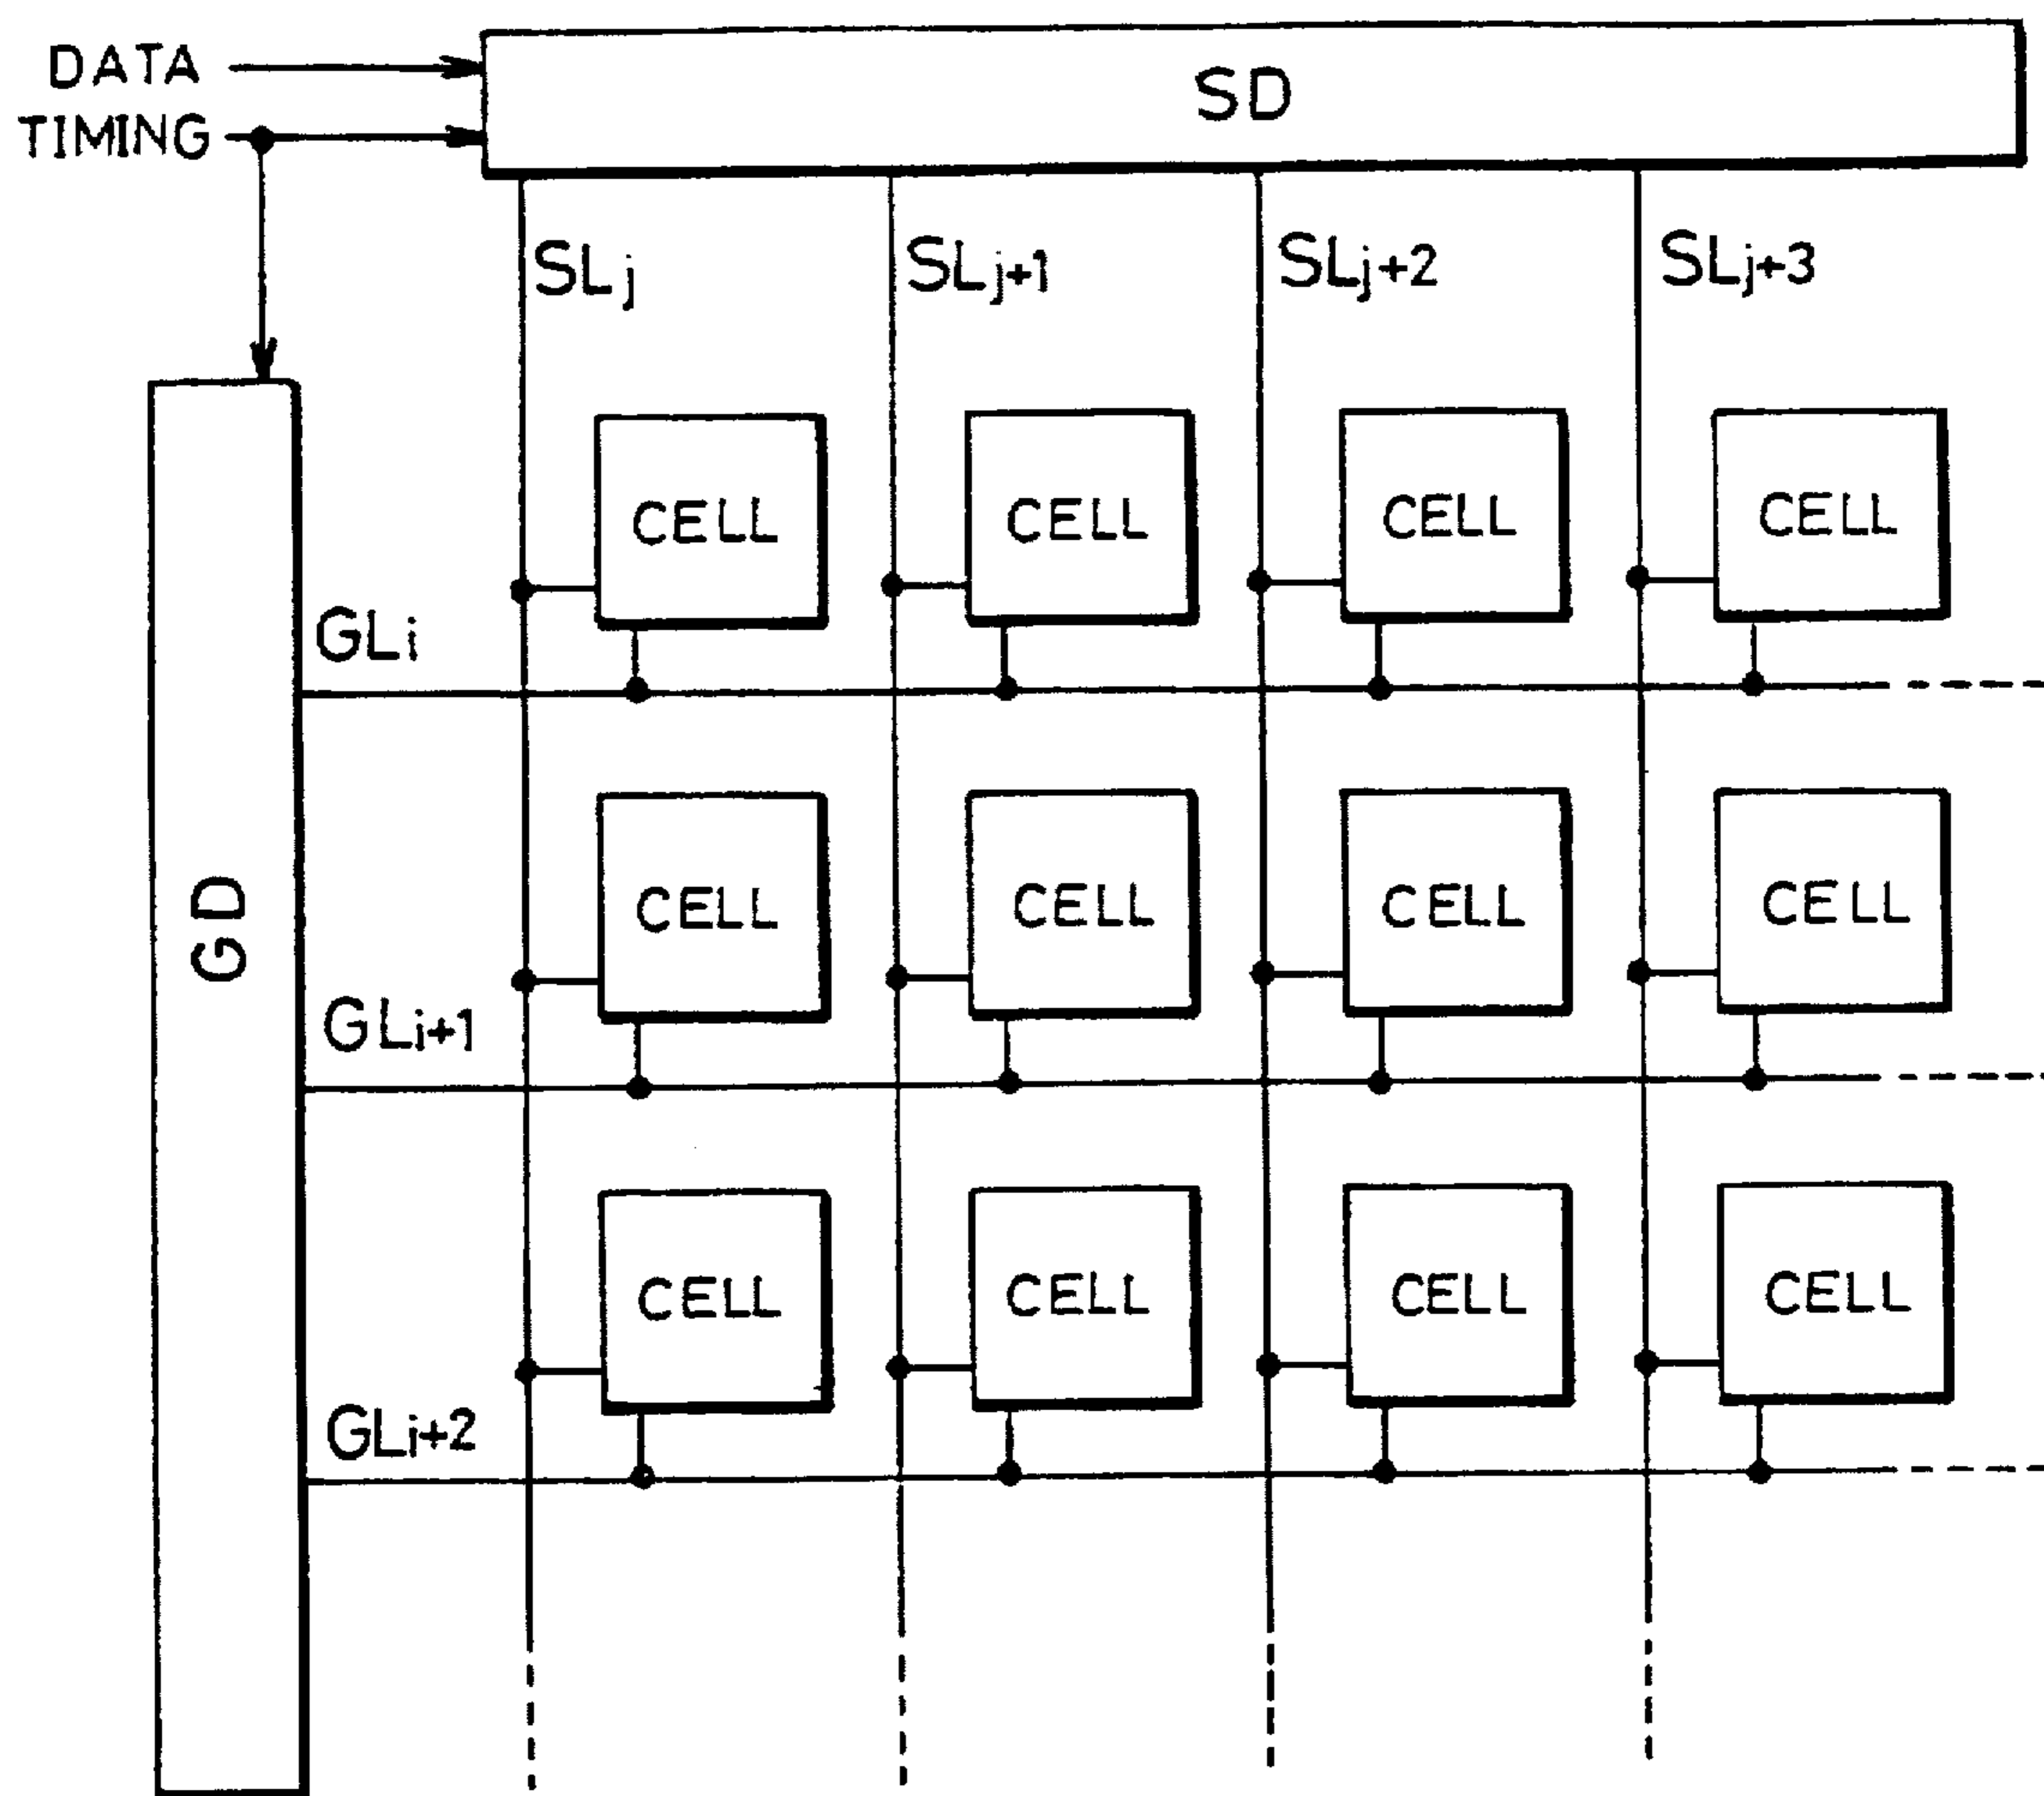 DATA
SD
TIMING
SLj
SLj+1
SLj+2
SLj+3
CELL
CELL
CELL
CELL
GLi
CELL
CELL
CELL
CELL
GD
GLi+1
CELL
CELL
CELL
CELL
GLi+2